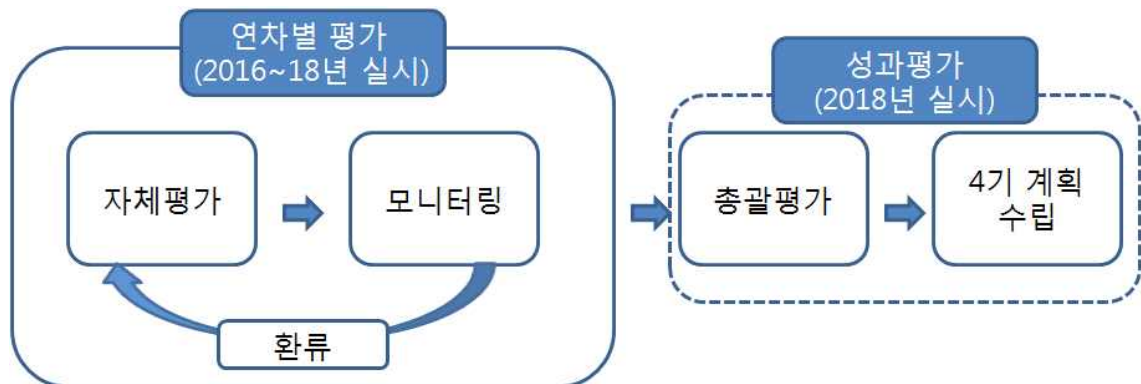 연차별 평가
(2016~18년 실시)
자체평가
모니터링
환류
성과평가
(2018년 실시)
총괄평가
4기 계획
수립